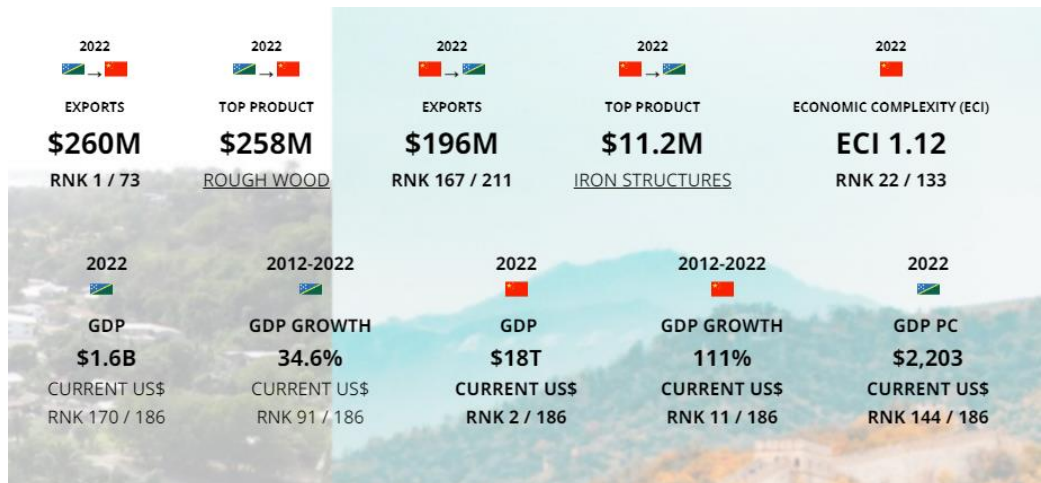 2022
→
EXPORTS
$260M
RNK 1 / 73
2022
→
TOP PRODUCT
$258M
ROUGH WOOD
2022
→
EXPORTS
$196M
RNK 167 / 211
2022
→
TOP PRODUCT
$11.2M
IRON STRUCTURES
2022
ECONOMIC COMPLEXITY (ECI)
ECI 1.12
RNK 22 / 133
2022
GDP
$1.6B
CURRENT US$
RNK 170 / 186
2012-2022
GDP GROWTH
34.6%
CURRENT US$
RNK 91 / 186
2022
GDP
$18T
CURRENT US$
RNK 2 / 186
2012-2022
GDP GROWTH
111%
CURRENT US$
RNK 11 / 186
2022
GDP PC
$2,203
CURRENT US$
RNK 144 / 186